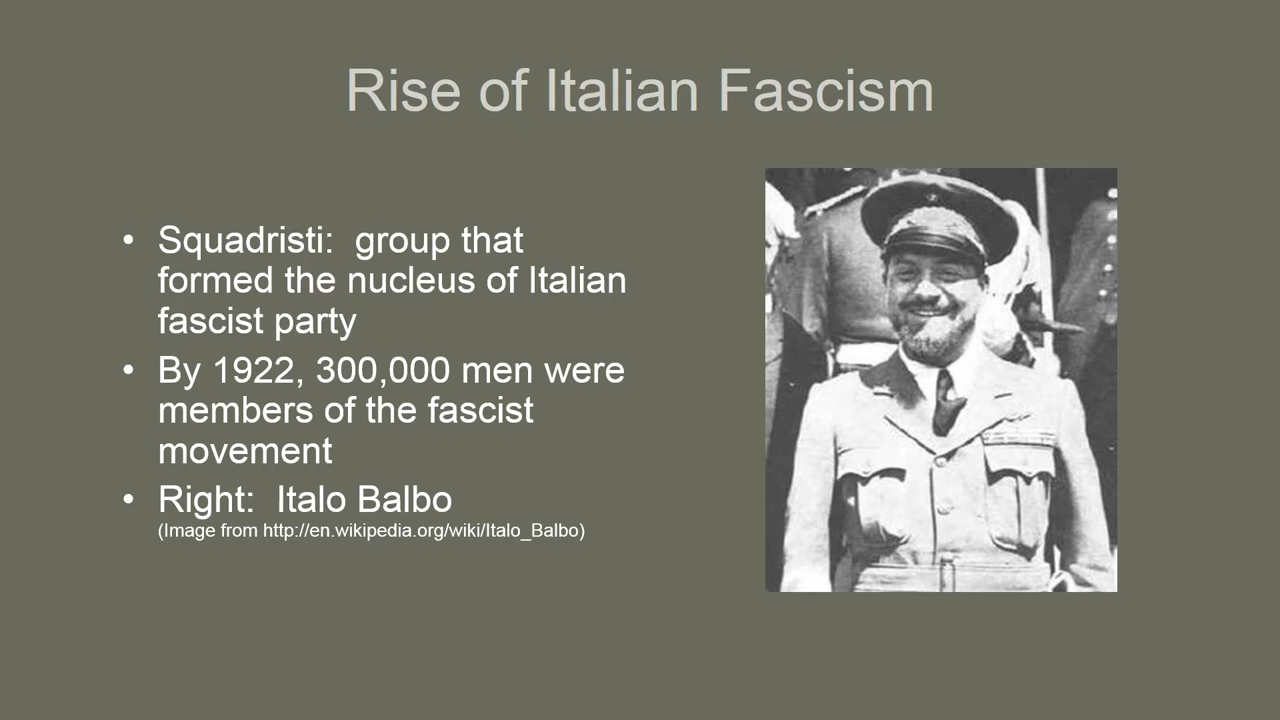 Rise of Italian Fascism
• Squadristi:  group that
formed the nucleus of Italian
fascist party
• By 1922, 300,000 men were
members of the fascist
movement
• Right:  Italo Balbo
(Image from http://en.wikipedia.org/wiki/Italo_Balbo)